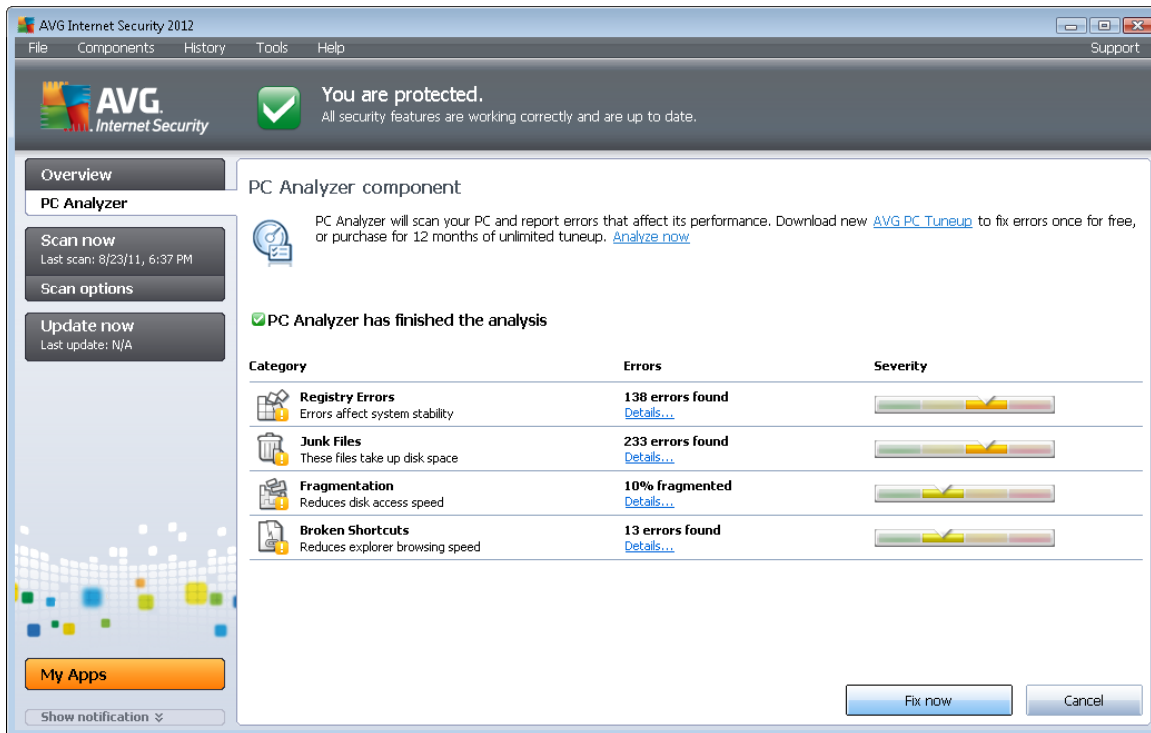 AVG Internet Security 2012
File Components History Tools Help Support
AVG.
Internet Security
You are protected.
All security features are working correctly and are up to date.
Overview
PC Analyzer
Scan now
Last scan: 8/23/11, 6:37 PM
Scan options
Update now
Last update: N/A
My Apps
Show notification
PC Analyzer component
PC Analyzer will scan your PC and report errors that affect its performance. Download new AVG PC Tuneup to fix errors once for free,
or purchase for 12 months of unlimited tuneup. Analyze now
PC Analyzer has finished the analysis
Category Errors Severity
Registry Errors 138 errors found
Errors affect system stability Details...
Junk Files 233 errors found
These files take up disk space Details...
Fragmentation 10% fragmented
Reduces disk access speed Details...
Broken Shortcuts 13 errors found
Reduces explorer browsing speed Details...
Fix now Cancel